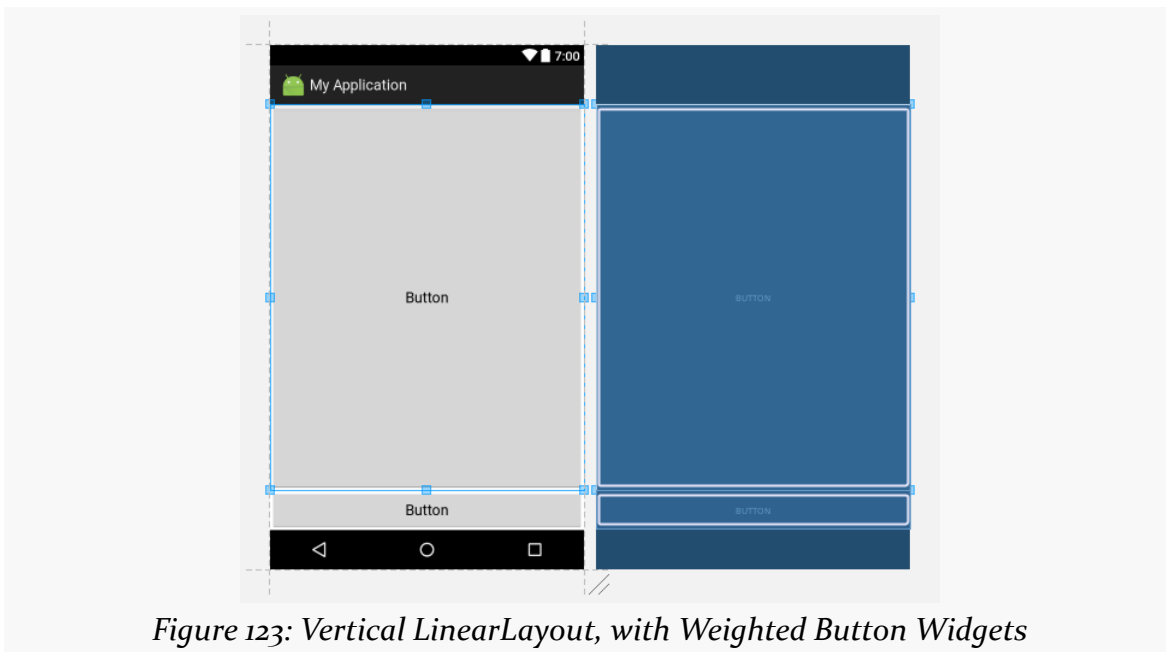 7:00
My Application
Button
BUTTON
Button
BUTTON
Figure 123: Vertical LinearLayout, with Weighted Button Widgets